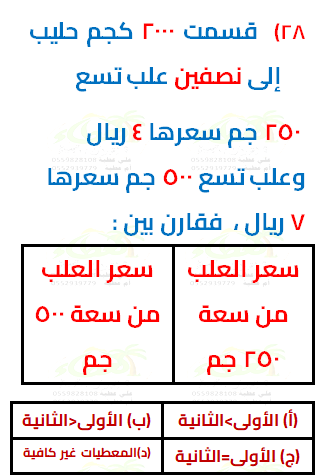 ٢٨) قسمت ٢٠٠٠ كجم حليب
إلى نصفين علب تسع
٢٥٠ جم سعرها ٤ ريال
وعلب تسع ٥٠٠ جم سعرها
٧ ريال ، فقارن بين :
سعر العلب من سعة ٢٥٠ جم
سعر العلب من سعة ٥٠٠ جم
(أ) الأولى>الثانية
(ب) الأولى<الثانية
(ج) الأولى=الثانية
(د)المعطيات غير كافية